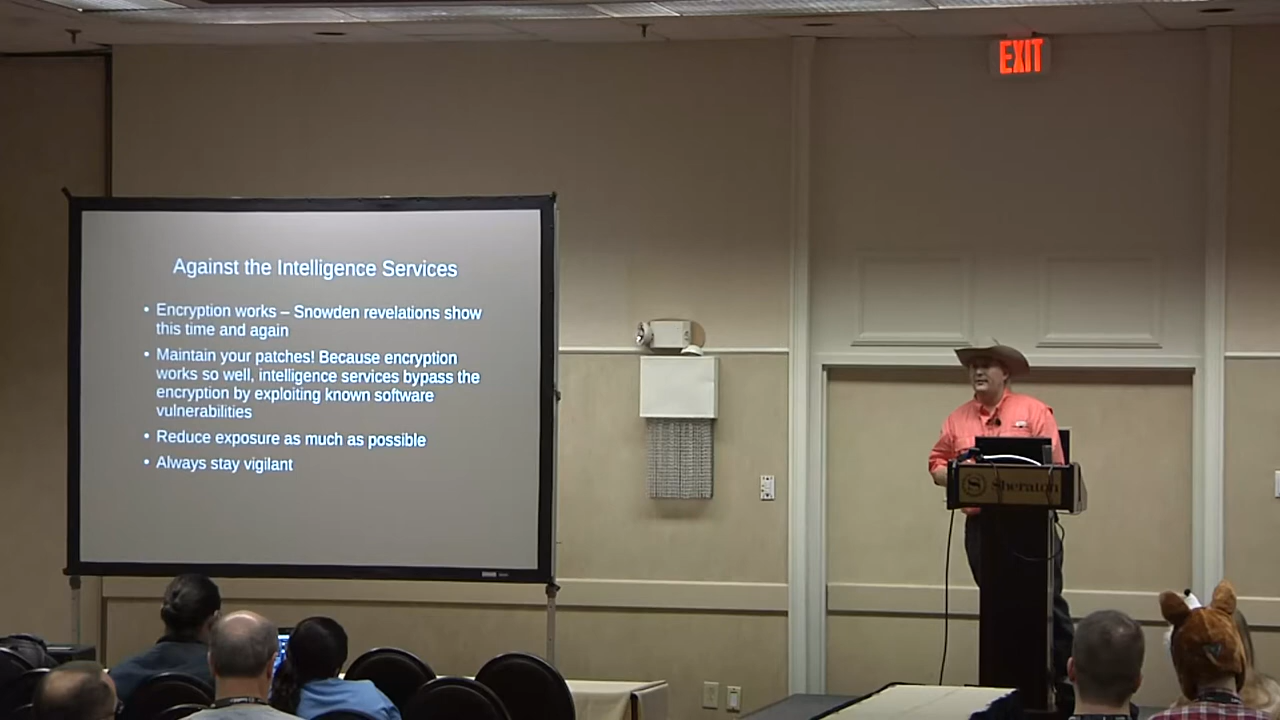 EXIT
Against the Intelligence Services
• Encryption works – Snowden revelations show
this time and again
• Maintain your patches! Because encryption
works so well, intelligence services bypass the
encryption by exploiting known software
vulnerabilities
• Reduce exposure as much as possible
• Always stay vigilant
S Sheraton